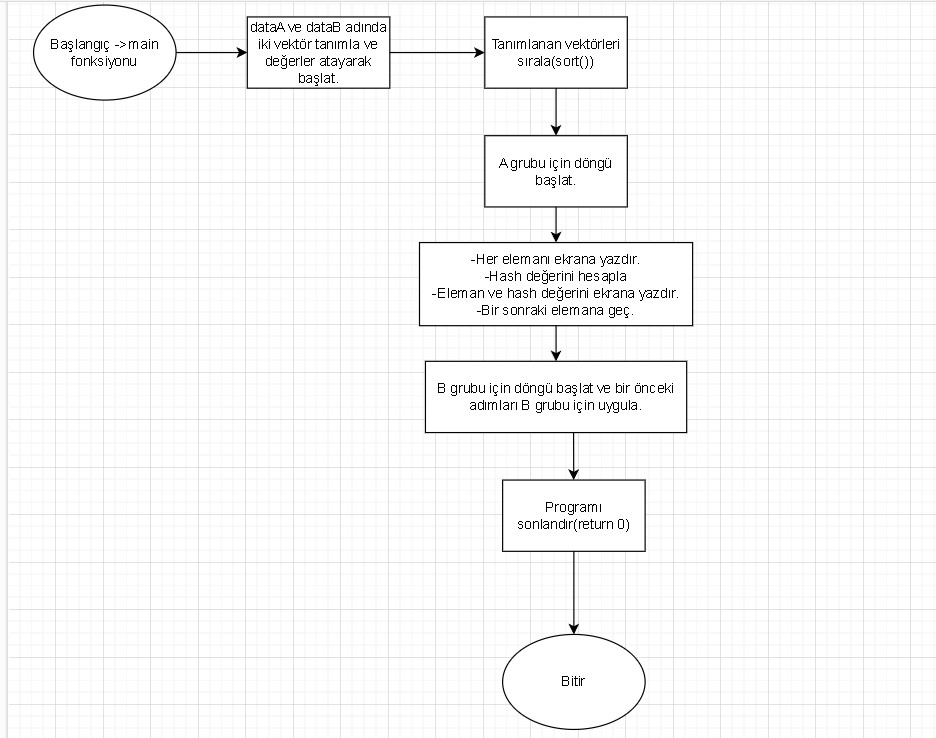 Başlangıç ->main
fonksiyonu
dataA ve dataB adında
iki vektör tanımla ve
değerler atayarak
başlat.
Tanımlanan vektörleri
sırala(sort())
A grubu için döngü
başlat.
-Her elemanı ekrana yazdır.
-Hash değerini hesapla
-Eleman ve hash değerini ekrana yazdır.
-Bir sonraki elemana geç.
B grubu için döngü başlat ve bir önceki
adımları B grubu için uygula.
Programı
sonlandır(return 0)
Bitir